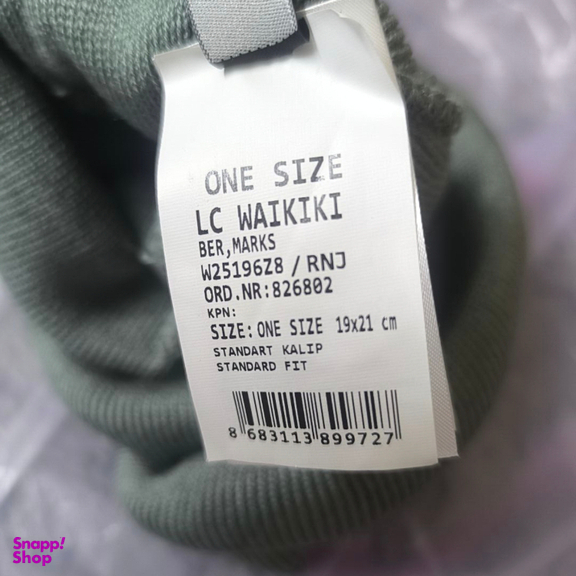 ONE SIZE
LC WAIKIKI
BER,MARKS
W25196Z8 / RNJ
ORD.NR:826802
KPN:
SIZE: ONE SIZE 19x21 cm
STANDART KALIP
STANDARD FIT
8 683113 899727
Snapp!
Shop